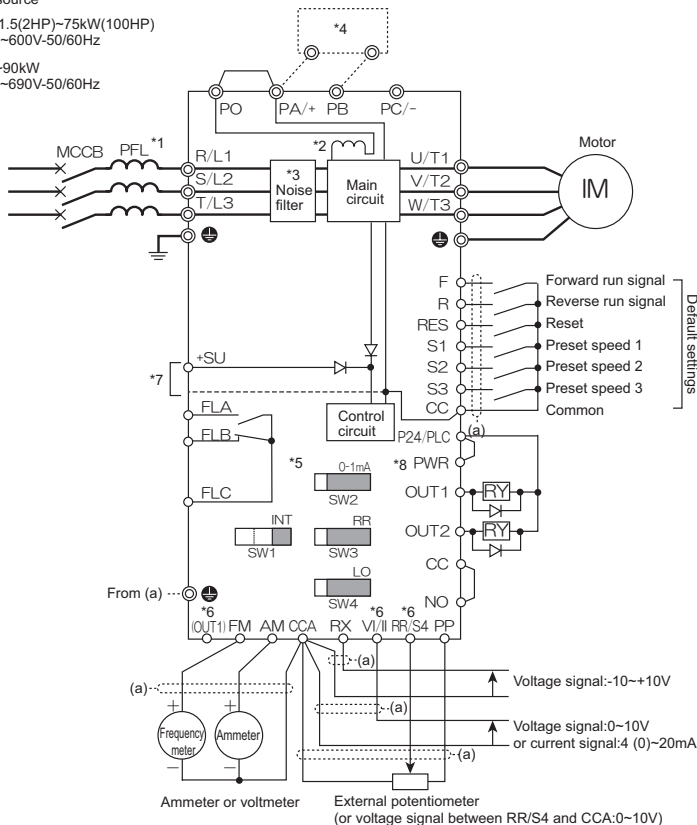 source
1.5(2HP)~75kW(100HP)
~600V-50/60Hz
~90kW
~690V-50/60Hz
*4
PO
PA/+
PB
PC/-
MCCB
PFL *1
*2
R/L1
S/L2
T/L3
*3
Noise
filter
Main
circuit
U/T1
V/T2
W/T3
Motor
IM
F
R
RES
S1
S2
S3
CC
Forward run signal
Reverse run signal
Reset
Preset speed 1
Preset speed 2
Preset speed 3
Common
Default settings
+SU
*7
Control
circuit
(a)
FLA
FLB
FLC
P24/PLC
*8 PWR
OUT1
RY
OUT2
RY
CC
NO
*5
0-1mA
SW2
INT
SW1
RR
SW3
LO
SW4
From (a)
*6
*6
*6
(OUT1)
FM
AM
CCA
RX
VI/II
RR/S4
PP
(a)
(a)
(a)
(a)
Voltage signal:-10~+10V
Voltage signal:0~10V
or current signal:4 (0)~20mA
+
Frequency
meter
−
+
Ammeter
−
Ammeter or voltmeter
External potentiometer
(or voltage signal between RR/S4 and CCA:0~10V)